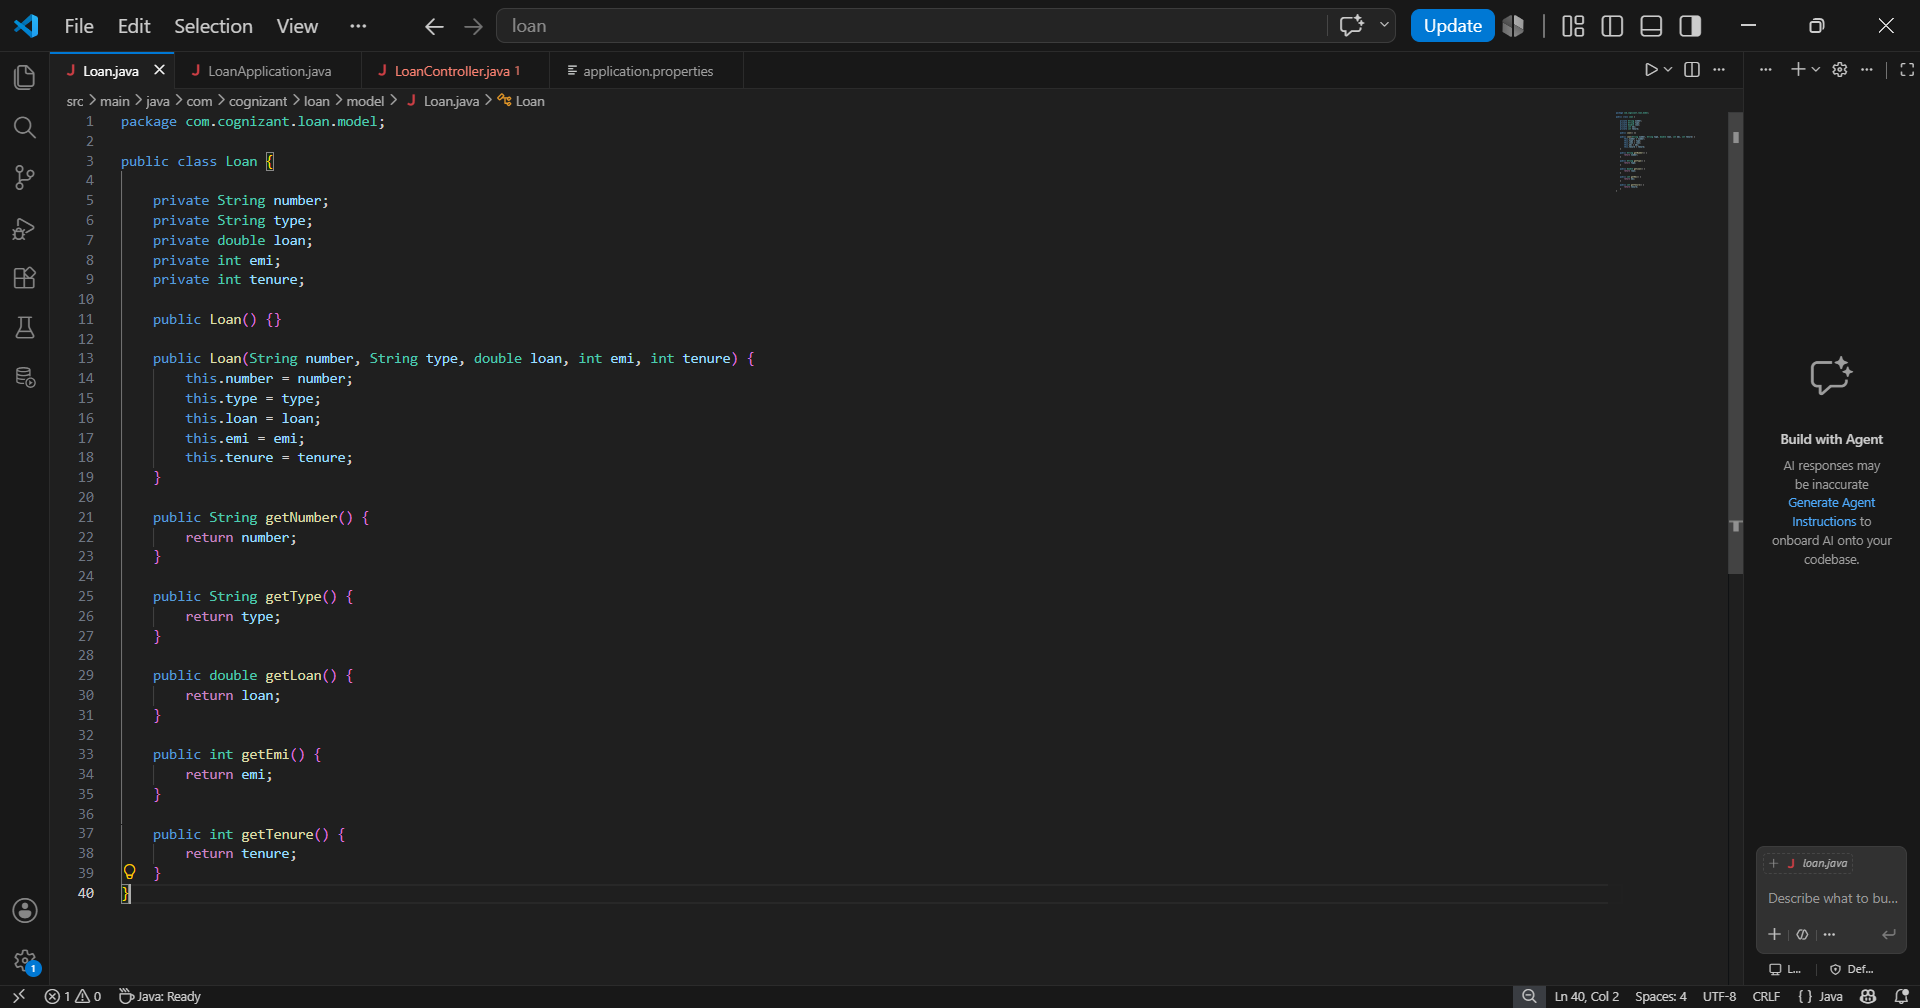 File Edit Selection View ··· loan Update
Loan.java LoanApplication.java LoanController.java 1 application.properties
src > main > java > com > cognizant > loan > model > Loan.java > Loan
1 package com.cognizant.loan.model;
2
3 public class Loan {
4
5 private String number;
6 private String type;
7 private double loan;
8 private int emi;
9 private int tenure;
10
11 public Loan() {}
12
13 public Loan(String number, String type, double loan, int emi, int tenure) {
14 this.number = number;
15 this.type = type;
16 this.loan = loan;
17 this.emi = emi;
18 this.tenure = tenure;
19 }
20
21 public String getNumber() {
22 return number;
23 }
24
25 public String getType() {
26 return type;
27 }
28
29 public double getLoan() {
30 return loan;
31 }
32
33 public int getEmi() {
34 return emi;
35 }
36
37 public int getTenure() {
38 return tenure;
39 }
40 }
Build with Agent
AI responses may
be inaccurate
Generate Agent
Instructions to
onboard AI onto your
codebase.
loan.java
Describe what to bu...
L... Def...
1
1 0 Java: Ready Ln 40, Col 2 Spaces: 4 UTF-8 CRLF { } Java